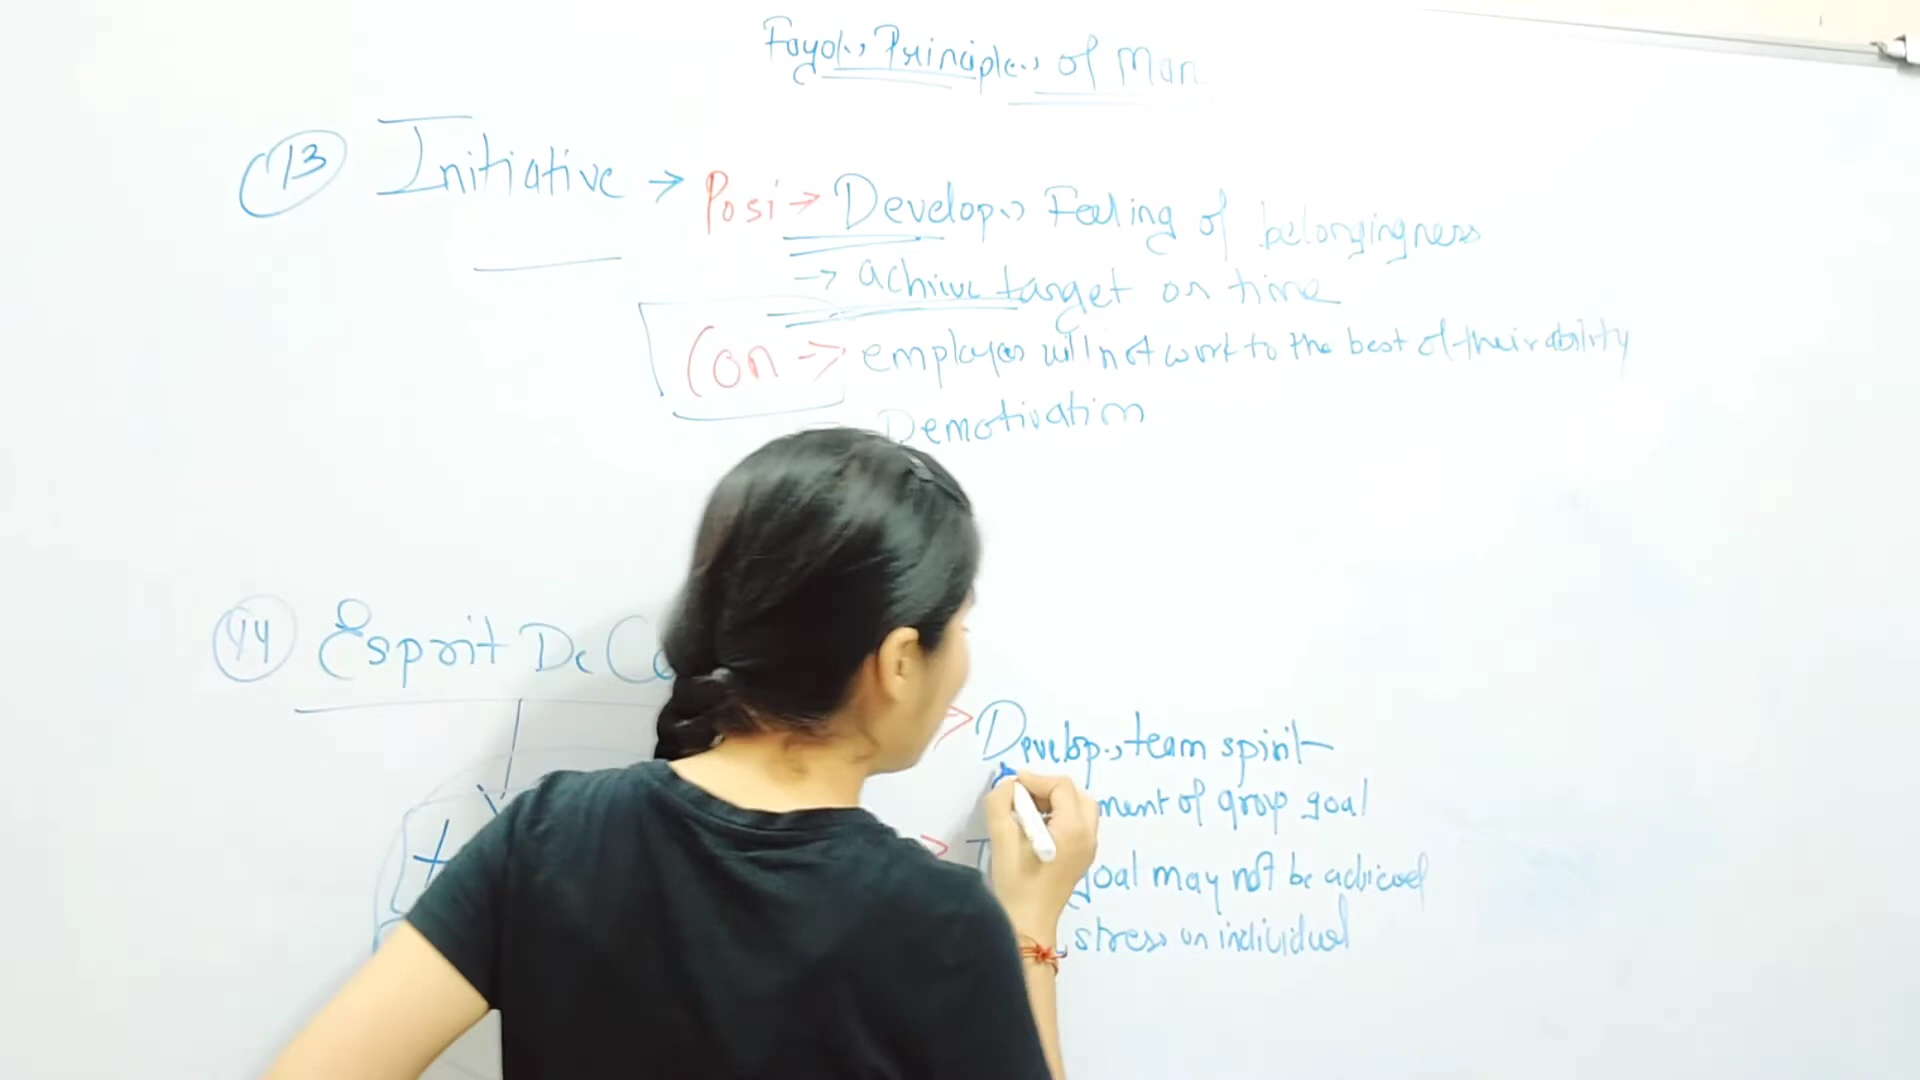 Fayol's Principles of Man
13 Initiative → Posi → Develops Feeling of belongingness
→ achieve target on time
Con → employees will not work to the best of their ability
Demotivation
14 Esprit De Co
→ Develops team spirit
ment of group goal
goal may not be achieved
stress on individual